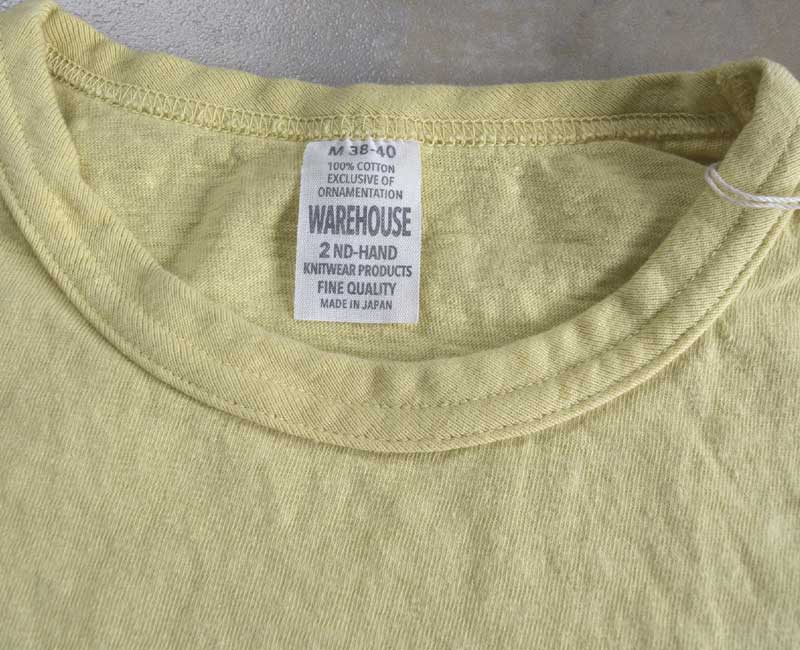 M 38-40
100% COTTON
EXCLUSIVE OF
ORNAMENTATION
WAREHOUSE
2 ND-HAND
KNITWEAR PRODUCTS
FINE QUALITY
MADE IN JAPAN